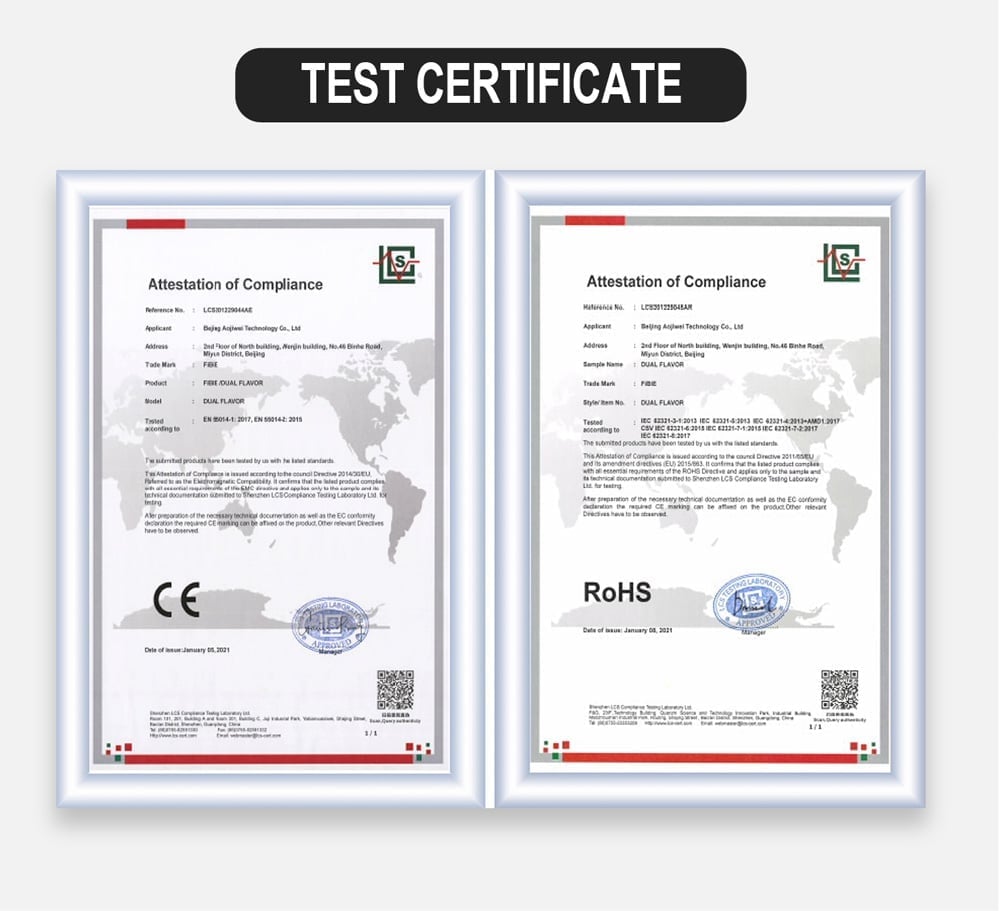 TEST CERTIFICATE
Attestation of Compliance
Reference No. : LCS201229044AE
Applicant : Beijing Aojiwei Technology Co., Ltd
Address : 2nd Floor of North building, Wenjin building, No.46 Binhe Road,
Miyun District, Beijing
Trade Mark : FIBIE
Product : FIBIE /DUAL FLAVOR
Model : DUAL FLAVOR
Tested : EN 55014-1: 2017, EN 55014-2: 2015
according to
The submitted products have been tested by us with he listed standards.
This Attestation of Compliance is issued according to the council Directive 2014/30/EU,
Referred to as the Electromagnetic Compatibility. It confirms that the listed product complies
with all essential requirements of the EMC directive and applies only to the sample and its
technical documentation submitted to Shenzhen LCS Compliance Testing Laboratory Ltd. for
testing.
After preparation of the necessary technical documentation as well as the EC conformity
declaration the required CE marking can be affixed on the product.Other relevant Directives
have to be observed.
CE
APPROVED
Manager
Date of issue:January 05, 2021
Shenzhen LCS Compliance Testing Laboratory Ltd.
Scan,Query authenticity
1 / 1
Attestation of Compliance
Reference No. : LCS201229045AR
Applicant : Beijing Aojiwei Technology Co., Ltd
Address : 2nd Floor of North building, Wenjin building, No.46 Binhe Road,
Miyun District, Beijing
Sample Name : DUAL FLAVOR
Trade Mark : FIBIE
Style/ Item No. : DUAL FLAVOR
Tested : IEC 62321-3-1:2013 IEC 62321-5:2013 IEC 62321-4:2013+AMD1:2017
according to CSV IEC 62321-6:2015 IEC 62321-7-1:2015 IEC 62321-7-2:2017
IEC 62321-8:2017
The submitted products have been tested by us with the listed standards.
This Attestation of Compliance is issued according to the council Directive 2011/65/EU
and its amendment directives (EU) 2015/863. It confirms that the listed product complies
with all essential requirements of the ROHS Directive and applies only to the sample and
its technical documentation submitted to Shenzhen LCS Compliance Testing Laboratory
Ltd. for testing.
After preparation of the necessary technical documentation as well as the EC conformity
declaration the required CE marking can be affixed on the product.Other relevant
Directives have to be observed.
RoHS
LCS TESTING LABORATORY
APPROVED
Manager
Date of issue: January 08, 2021
Scan,Query authenticity
1 / 1